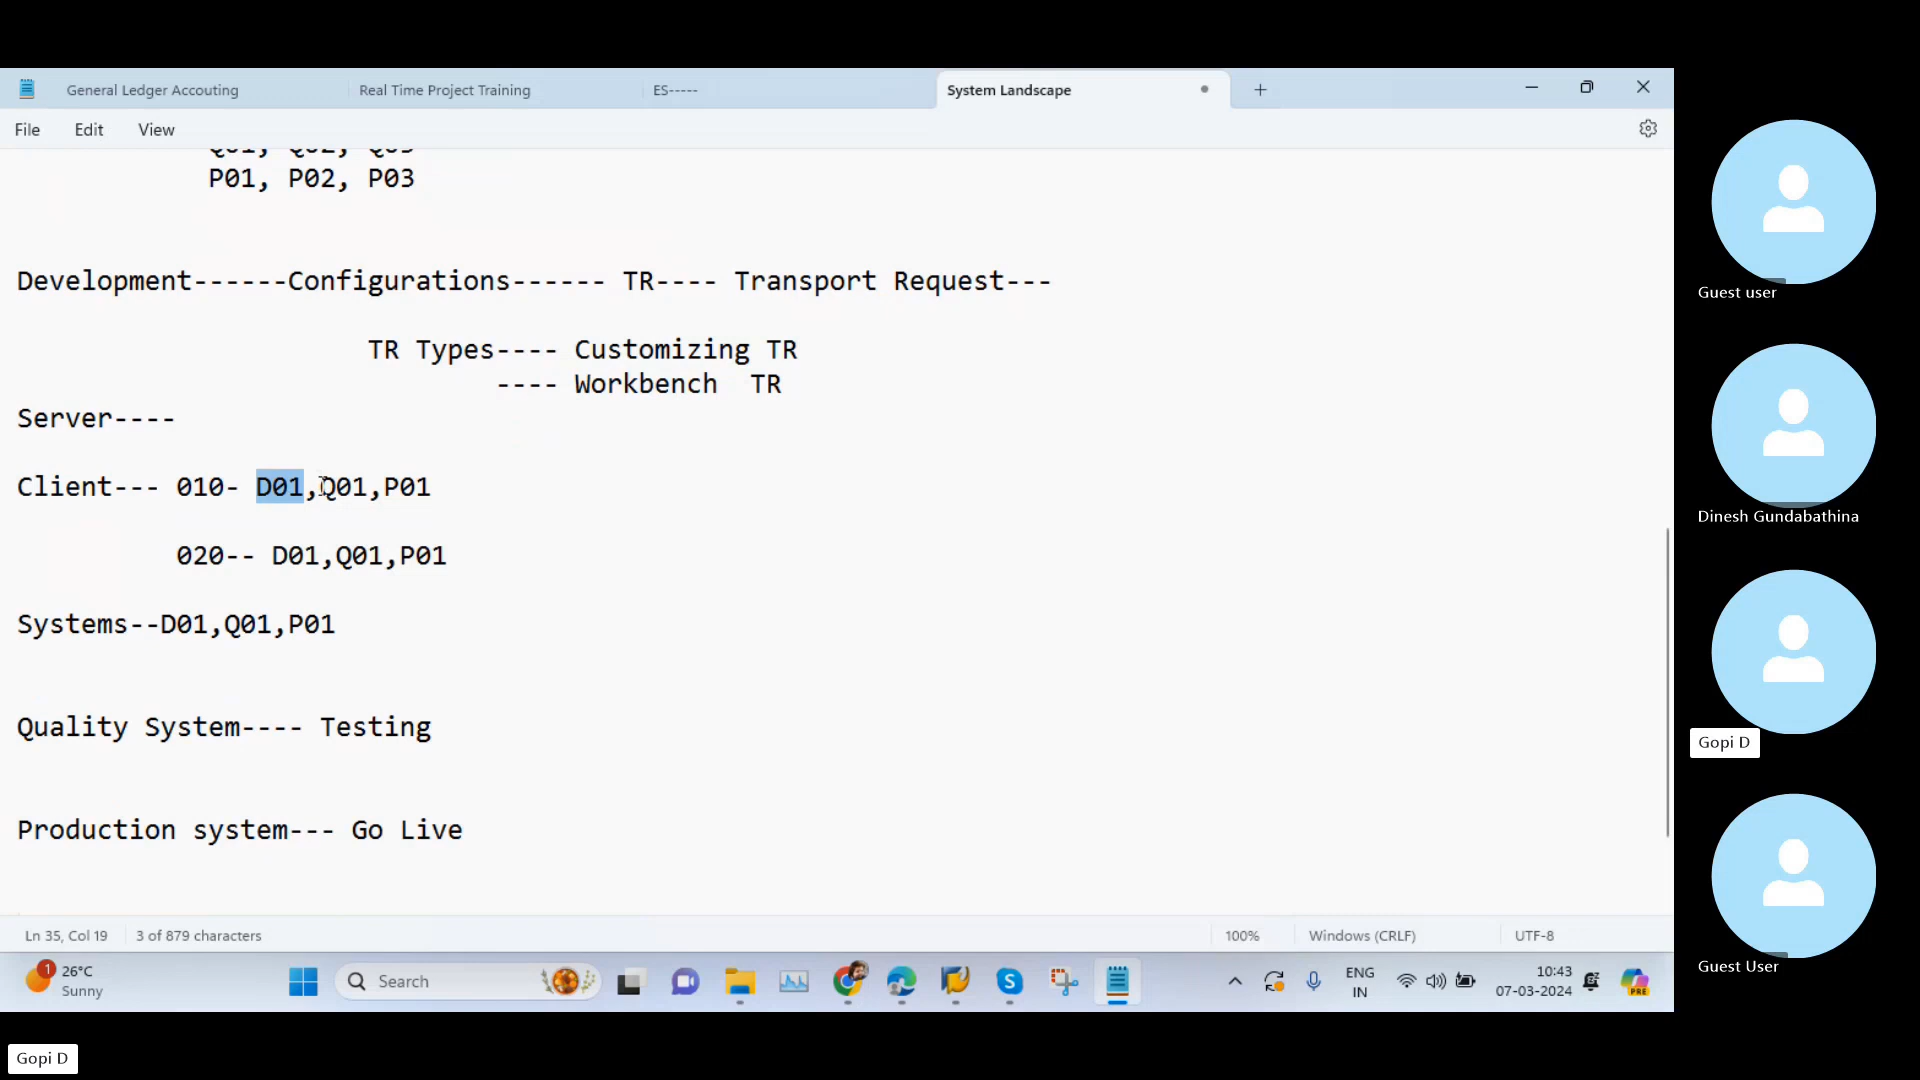 General Ledger Accouting
Real Time Project Training
ES-----
System Landscape
File
Edit
View
P01, P02, P03
Development------Configurations------ TR---- Transport Request---
TR Types---- Customizing TR
---- Workbench  TR
Server----
Client--- 010- D01,Q01,P01
020-- D01,Q01,P01
Systems--D01,Q01,P01
Quality System---- Testing
Production system--- Go Live
Ln 35, Col 19
3 of 879 characters
100%
Windows (CRLF)
UTF-8
1
26°C
Sunny
Search
ENG
IN
10:43
07-03-2024
PRE
Guest user
Dinesh Gundabathina
Gopi D
Guest User
Gopi D